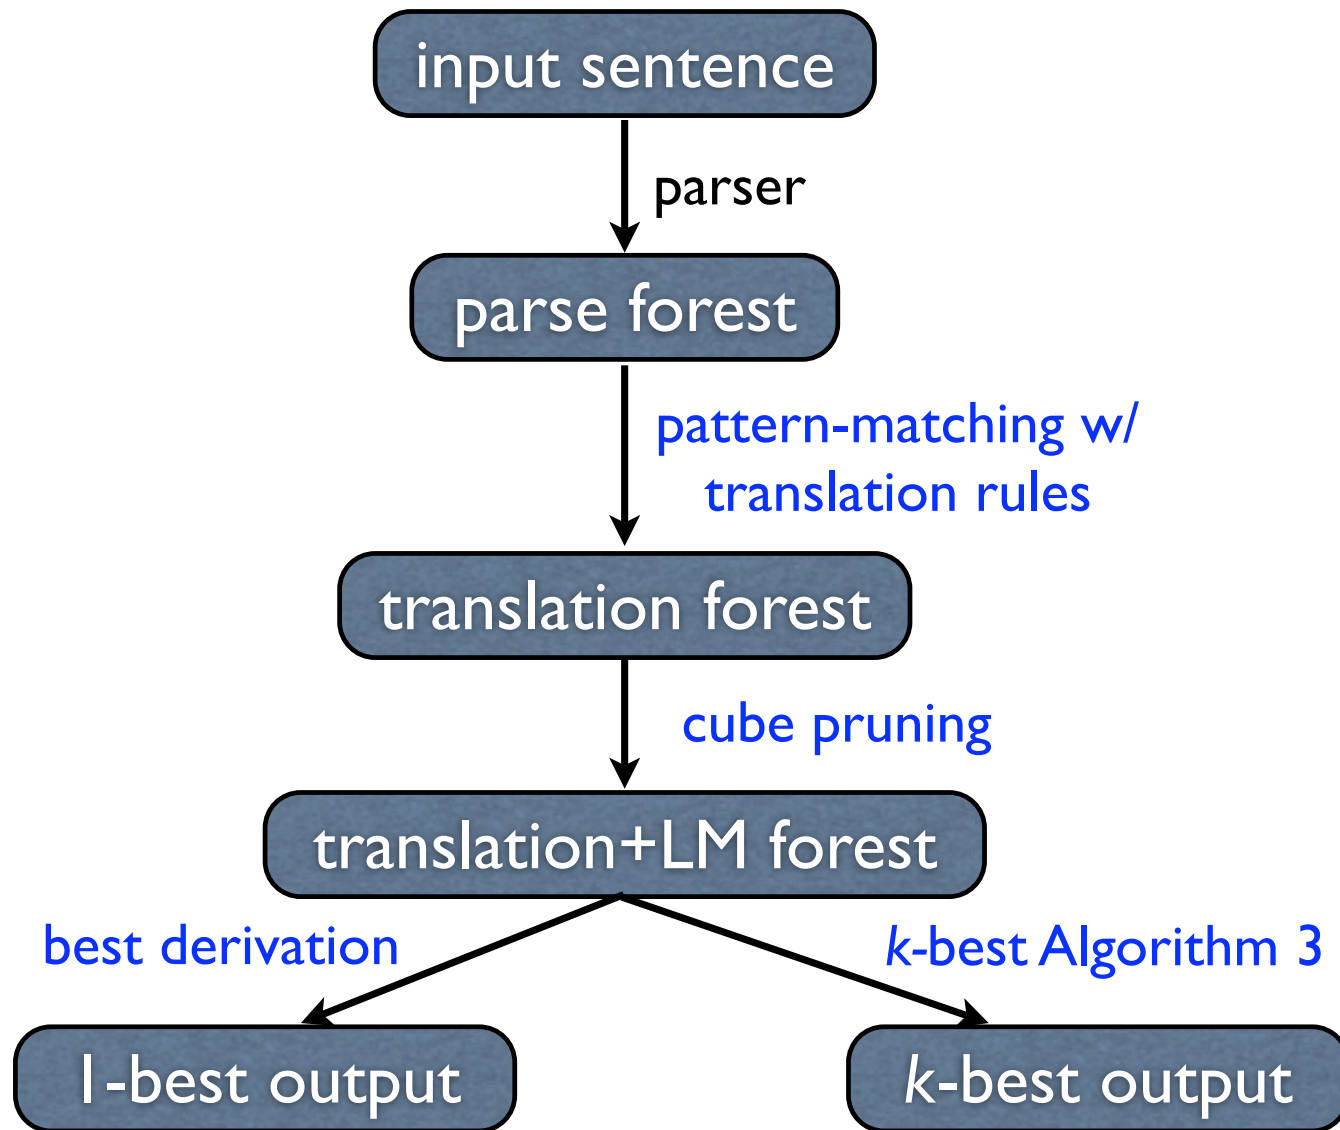 input sentence
parser
parse forest
pattern-matching w/
translation rules
translation forest
cube pruning
translation+LM forest
best derivation
k-best Algorithm 3
1-best output
k-best output